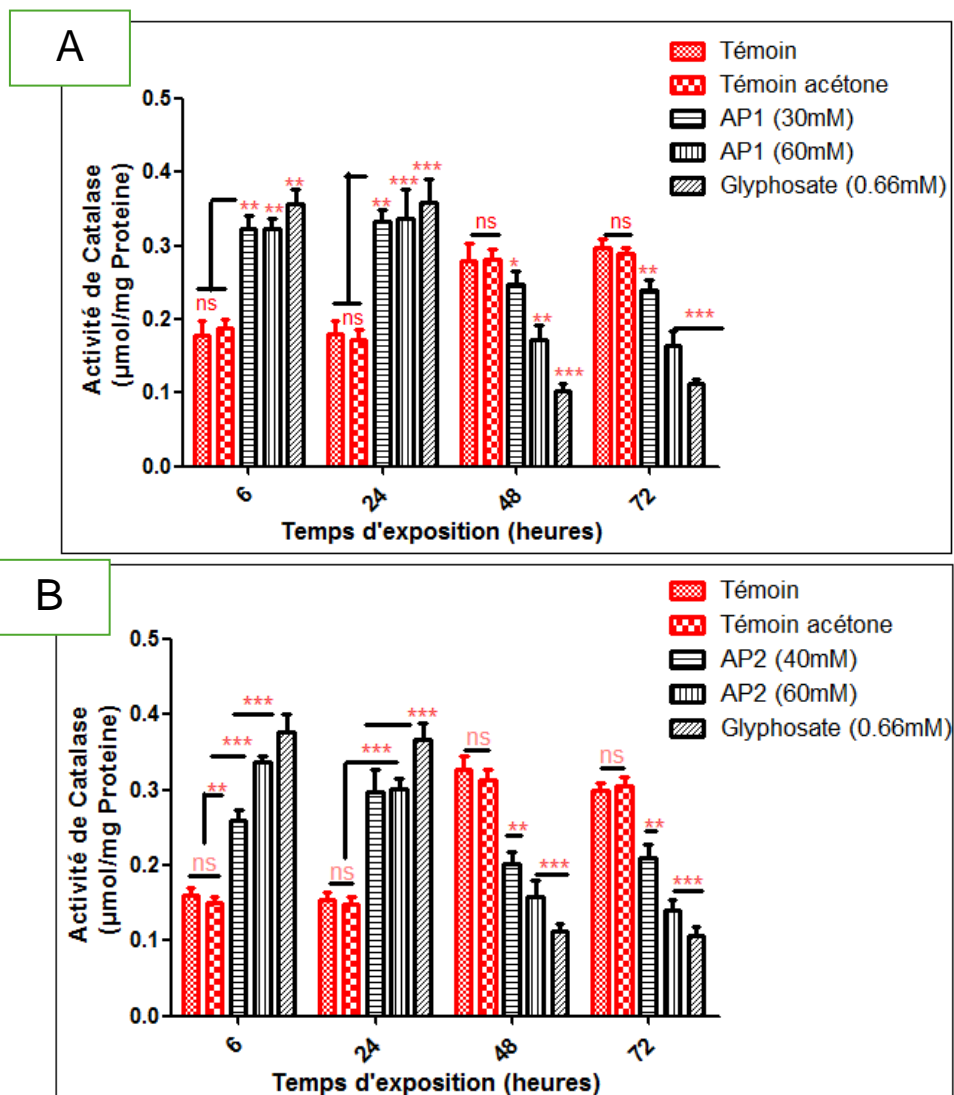 A
Témoin
Témoin acétone
AP1 (30mM)
AP1 (60mM)
Glyphosate (0.66mM)
Activité de Catalase
(µmol/mg Proteine)
0.5
0.4
0.3
0.2
0.1
0.0
ns
** ** **
ns
** *** ***
ns
* ** ***
ns
** ***
6 24 48 72
Temps d'exposition (heures)
B
Témoin
Témoin acétone
AP2 (40mM)
AP2 (60mM)
Glyphosate (0.66mM)
Activité de Catalase
(µmol/mg Proteine)
0.5
0.4
0.3
0.2
0.1
0.0
ns
** *** ***
ns
*** ***
ns
** ***
ns
** ***
6 24 48 72
Temps d'exposition (heures)